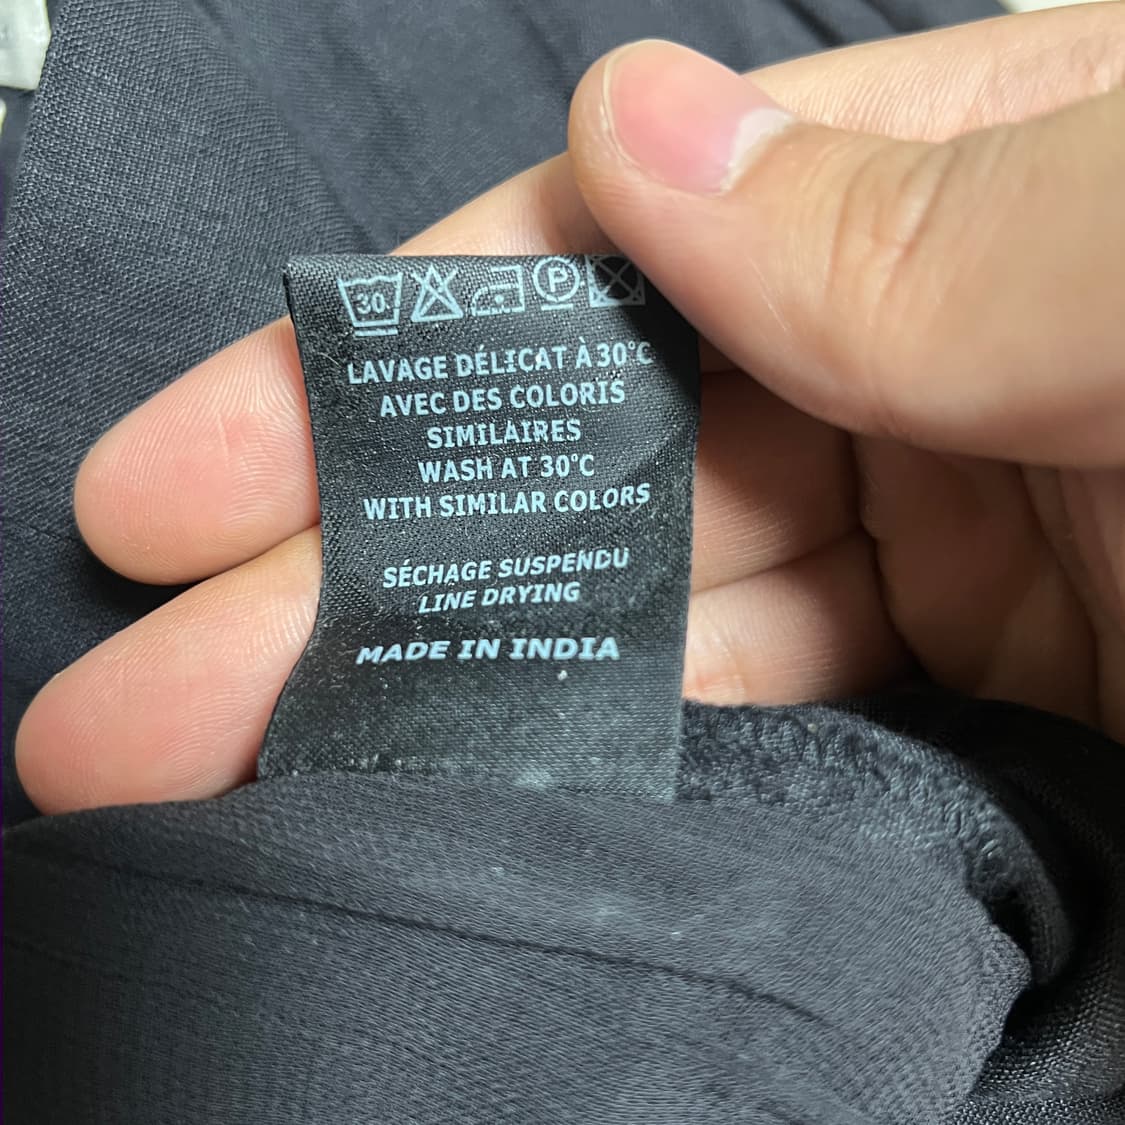 30
P
LAVAGE DÉLICAT À 30°C
AVEC DES COLORIS
SIMILAIRES
WASH AT 30°C
WITH SIMILAR COLORS
SÉCHAGE SUSPENDU
LINE DRYING
MADE IN INDIA